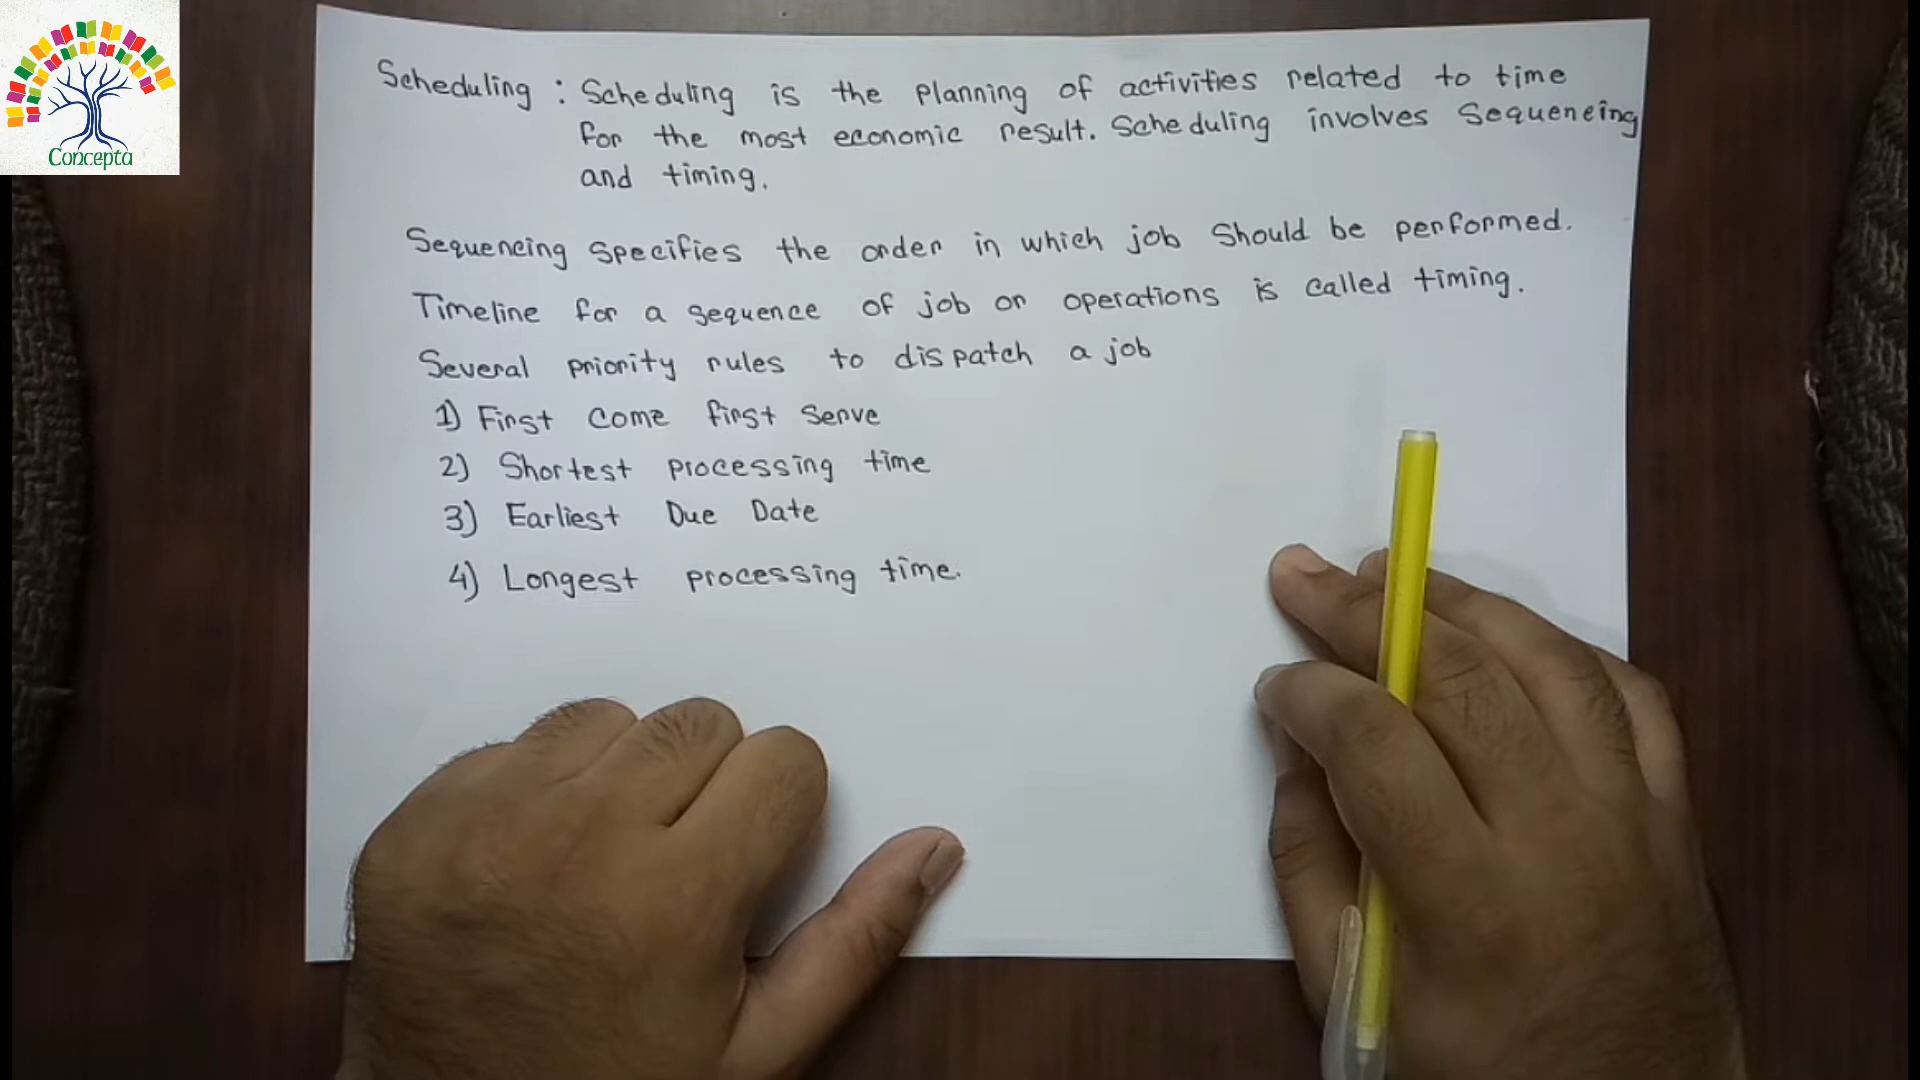 Concepta
Scheduling : Scheduling is the planning of activities related to time
for the most economic result. Scheduling involves Sequencing
and timing.
Sequencing specifies the order in which job should be performed.
Timeline for a sequence of job or operations is called timing.
Several priority rules to dispatch a job
1) First Come first Serve
2) Shortest processing time
3) Earliest Due Date
4) Longest processing time.